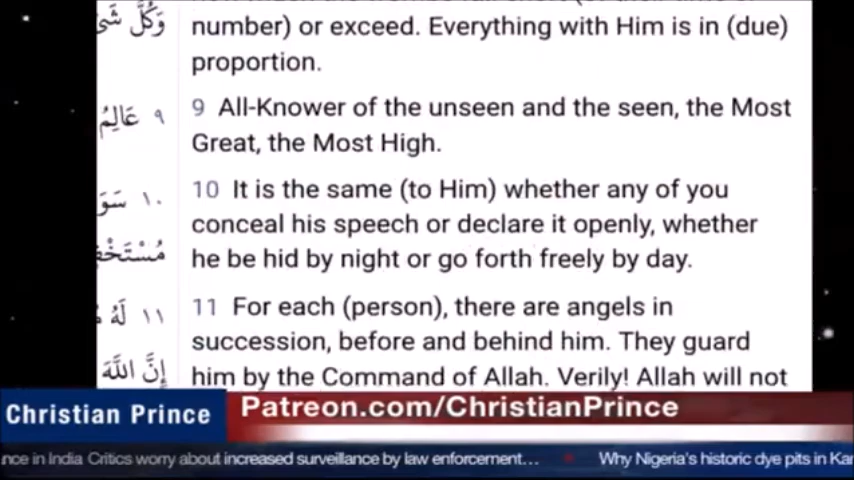 number) or exceed. Everything with Him is in (due)
proportion.
وَكُلُّ
9 All-Knower of the unseen and the seen, the Most
Great, the Most High.
٩ عَالِمُ
10 It is the same (to Him) whether any of you
conceal his speech or declare it openly, whether
he be hid by night or go forth freely by day.
١٠
11 For each (person), there are angels in
succession, before and behind him. They guard
him by the Command of Allah. Verily! Allah will not
١١ لَهُ
إِنَّ اللَّهَ
Christian Prince
Patreon.com/ChristianPrince
in India Critics worry about increased surveillance by law enforcement... Why Nigeria's historic dye pits in